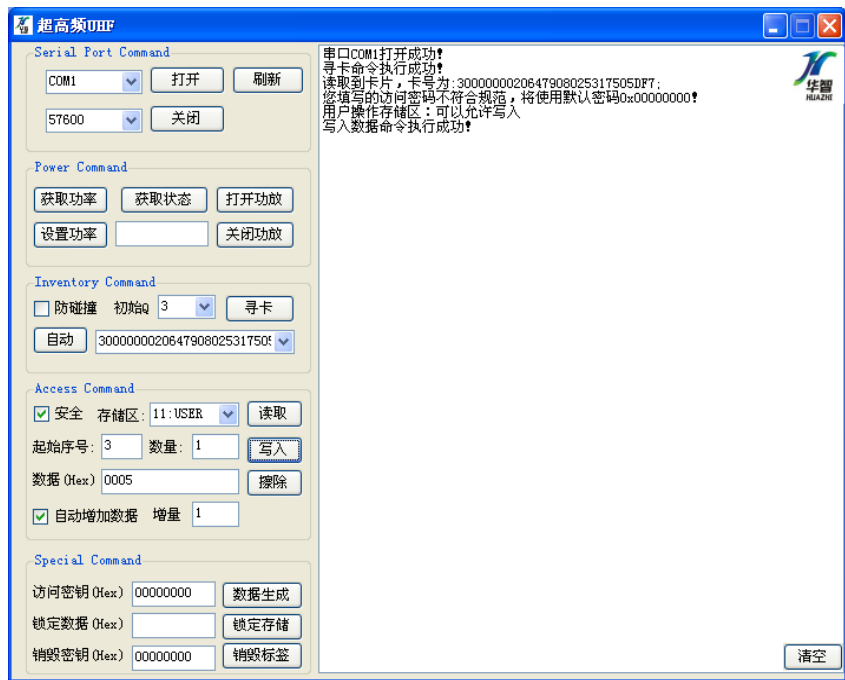 超高频UHF
Serial Port Command
COM1 打开 刷新
57600 关闭
Power Command
获取功率 获取状态 打开功放
设置功率 关闭功放
Inventory Command
防碰撞 初始Q 3 寻卡
自动 3000000020647908025317505
Access Command
安全 存储区: 11:USER 读取
起始序号: 3 数量: 1 写入
数据(Hex) 0005 擦除
自动增加数据 增量 1
Special Command
访问密钥(Hex) 00000000 数据生成
锁定数据(Hex) 锁定存储
销毁密钥(Hex) 00000000 销毁标签
串口COM1打开成功!
寻卡命令执行成功!
读取到卡片，卡号为:3000000020647908025317505DF7;
您填写的访问密码不符合规范，将使用默认密码0x00000000!
用户操作存储区：可以允许写入
写入数据命令执行成功!
华智
HUAZHI
清空